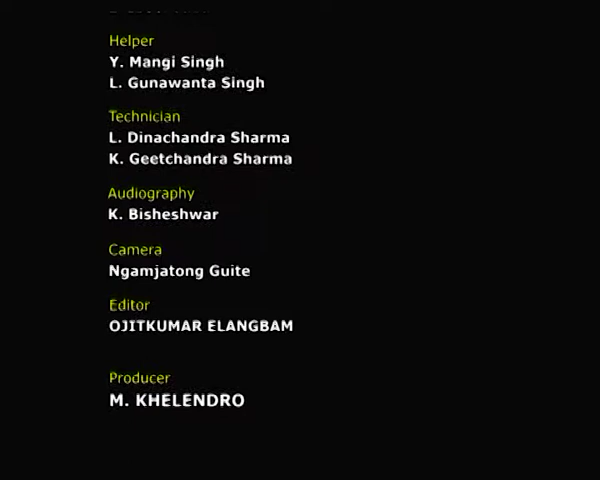 Helper
Y. Mangi Singh
L. Gunawanta Singh
Technician
L. Dinachandra Sharma
K. Geetchandra Sharma
Audiography
K. Bisheshwar
Camera
Ngamjatong Guite
Editor
OJITKUMAR ELANGBAM
Producer
M. KHELENDRO